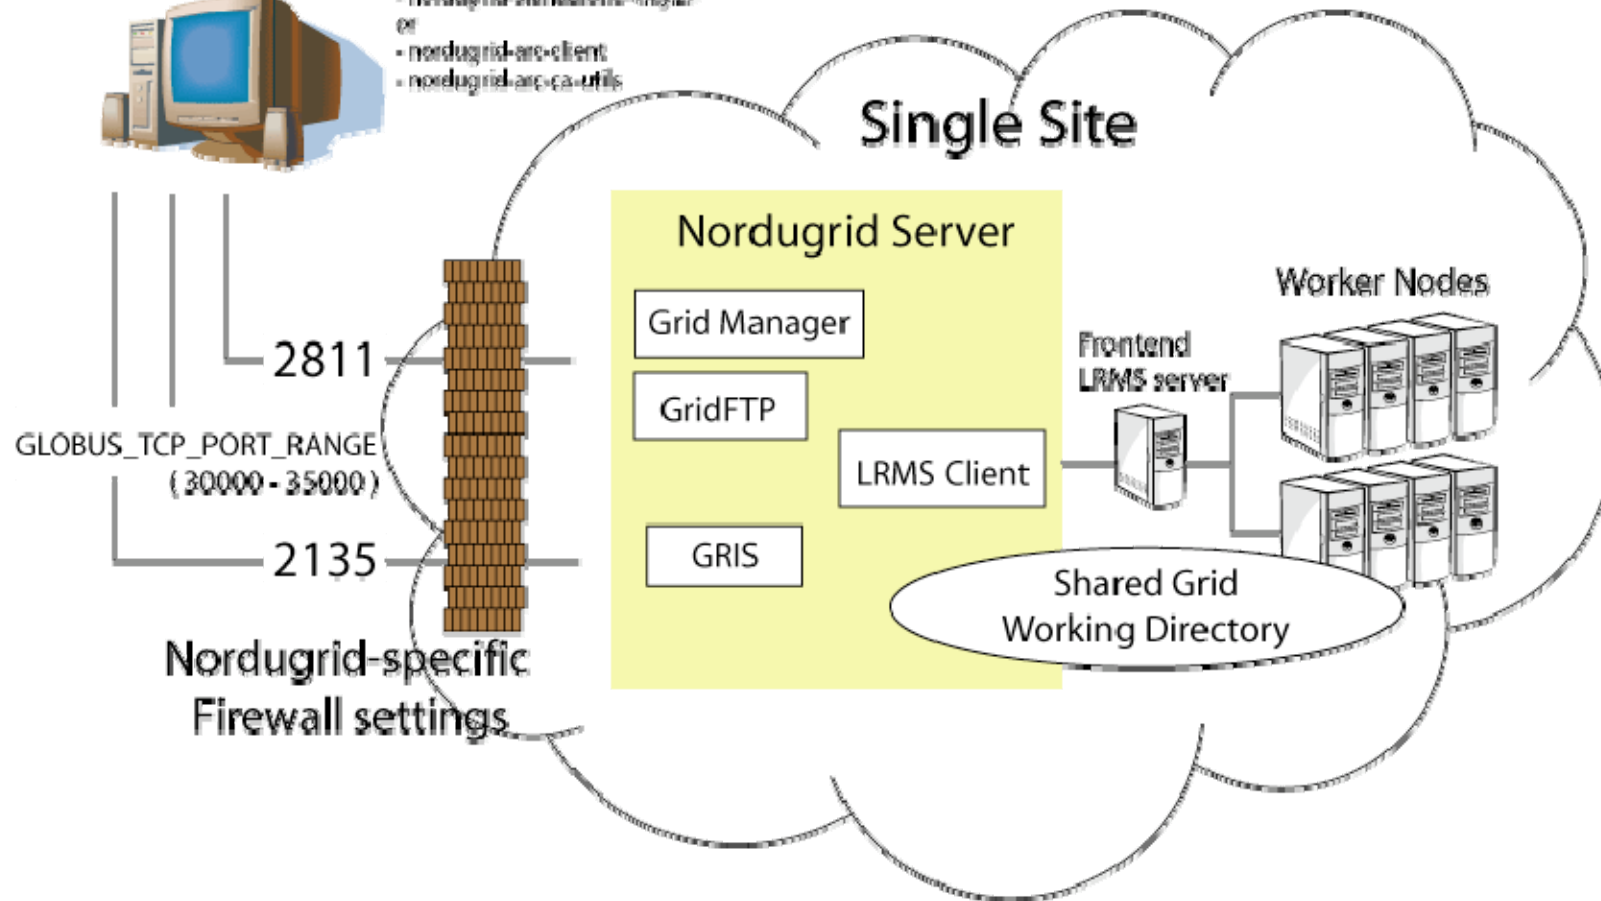 or
- nordugrid-arc-client
- nordugrid-arc-ca-utils
Single Site
Nordugrid Server
Grid Manager
GridFTP
LRMS Client
GRIS
Shared Grid
Working Directory
Frontend
LRMS server
Worker Nodes
2811
GLOBUS_TCP_PORT_RANGE
( 30000 - 35000 )
2135
Nordugrid-specific
Firewall settings